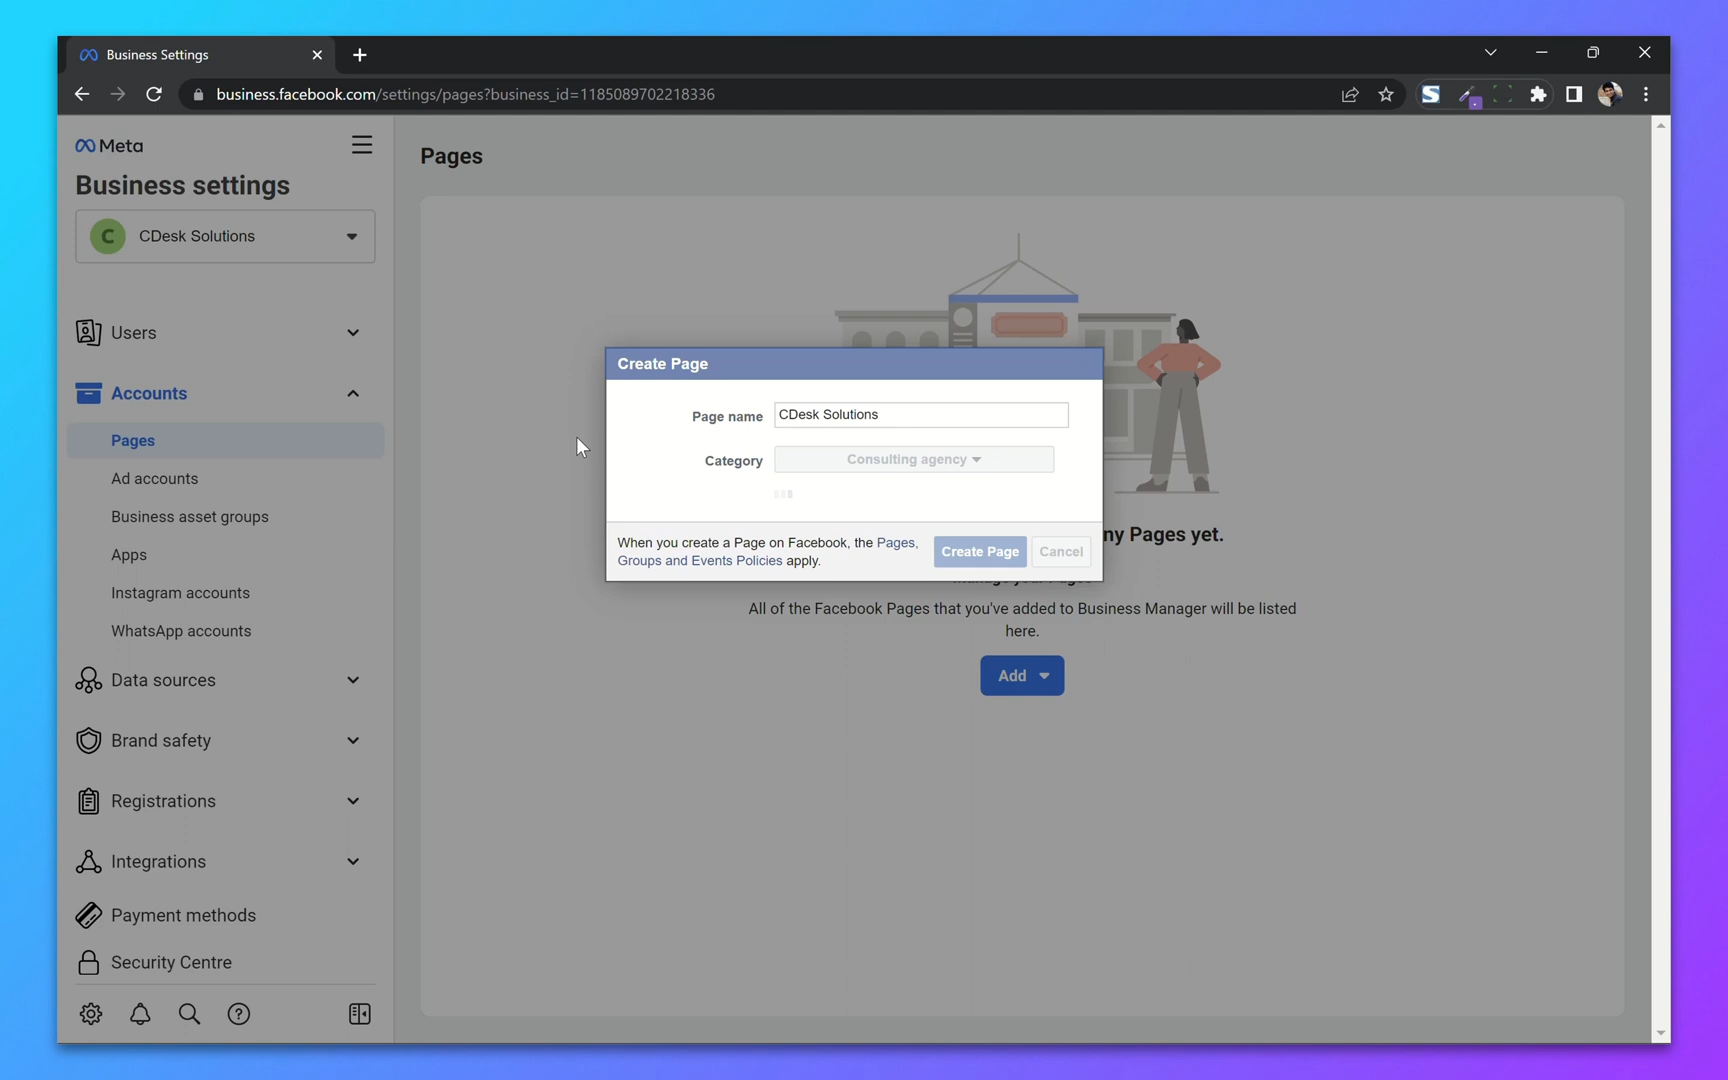 Business Settings
business.facebook.com/settings/pages?business_id=1185089702218336
Meta
Business settings
C CDesk Solutions
Users
Accounts
Pages
Ad accounts
Business asset groups
Apps
Instagram accounts
WhatsApp accounts
Data sources
Brand safety
Registrations
Integrations
Payment methods
Security Centre
Pages
Create Page
Page name CDesk Solutions
Category Consulting agency
When you create a Page on Facebook, the Pages,
Groups and Events Policies apply.
Create Page Cancel
ny Pages yet.
All of the Facebook Pages that you've added to Business Manager will be listed
here.
Add